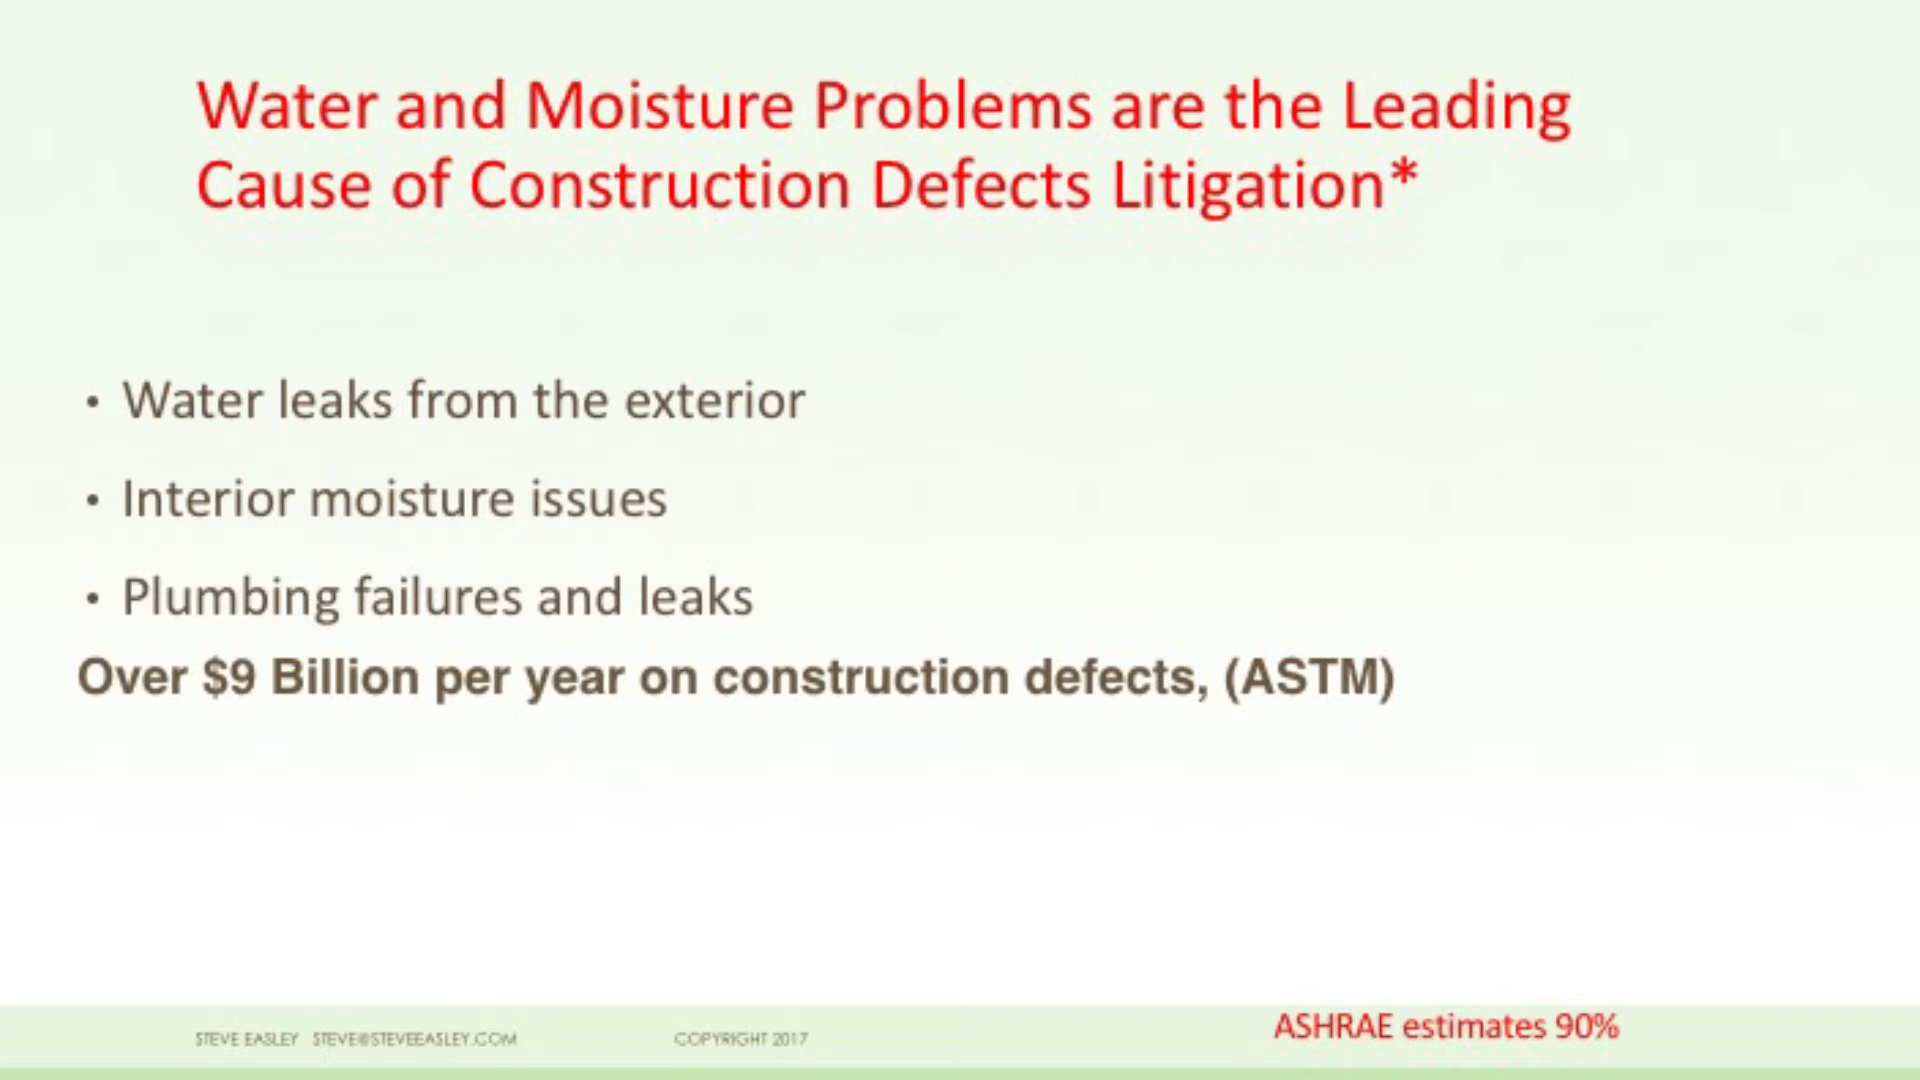 Water and Moisture Problems are the Leading
Cause of Construction Defects Litigation*
• Water leaks from the exterior
• Interior moisture issues
• Plumbing failures and leaks
Over $9 Billion per year on construction defects, (ASTM)
STEVE EASLEY STEVE@STEVEEASLEY.COM COPYRIGHT 2017 ASHRAE estimates 90%